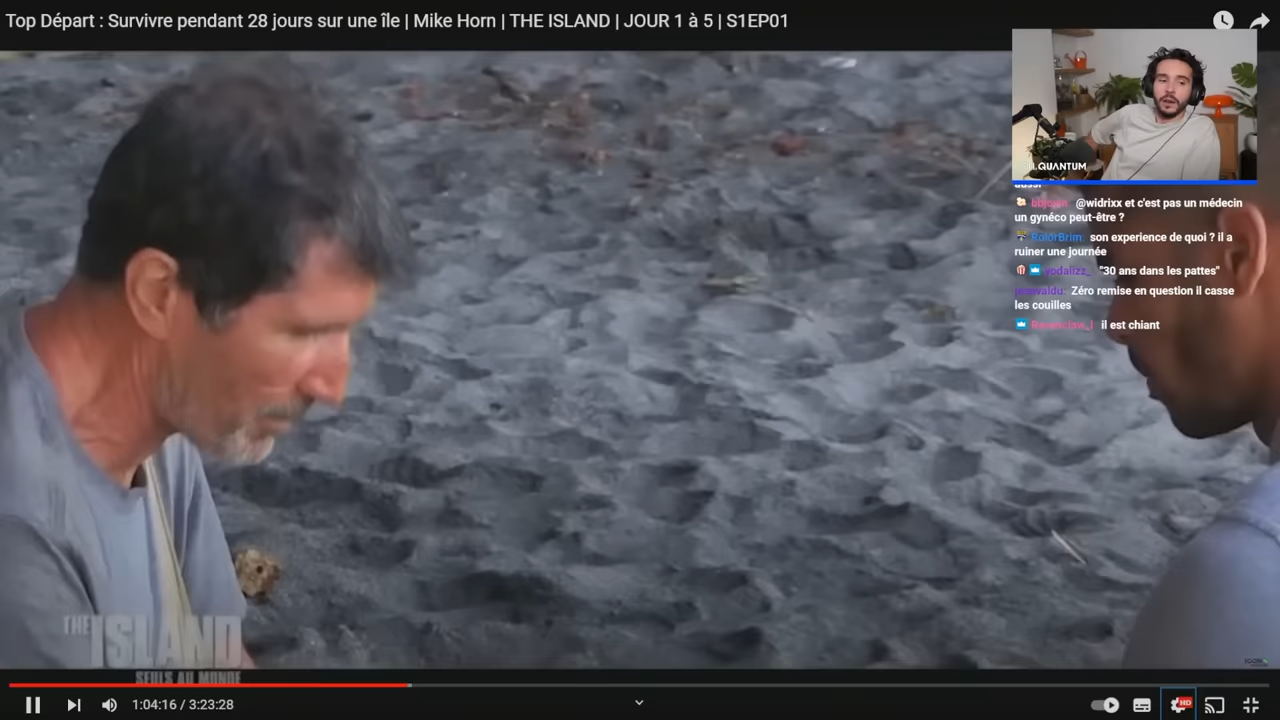 Top Départ : Survivre pendant 28 jours sur une île | Mike Horn | THE ISLAND | JOUR 1 à 5 | S1EP01
QUANTUM
@widrixx et c'est pas un médecin
un gynéco peut-être ?
RolorBrim: son experience de quoi ? il a
ruiner une journée
yodalizz_: "30 ans dans les pattes"
Zéro remise en question il casse
les couilles
il est chiant
THE ISLAND
SEULS AU MONDE
1:04:16 / 3:23:28
HD